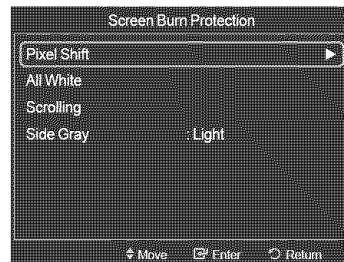 Screen Burn Protection
Pixel Shift
All White
Scrolling
Side Gray : Light
Move Enter Return